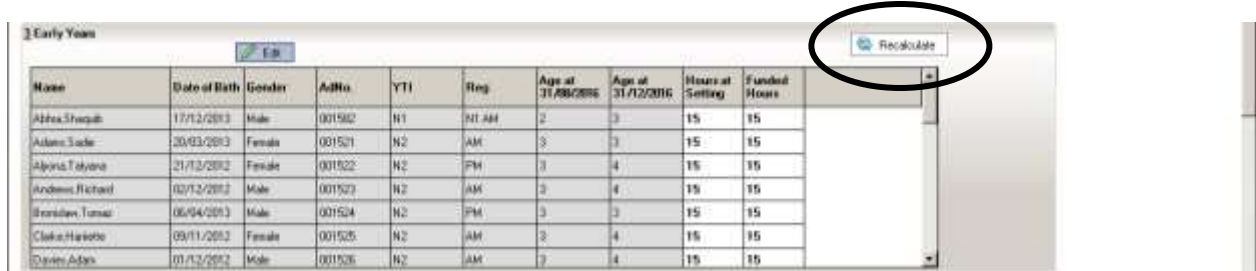 3 Early Years
Edit
Recalculate
Name Date of Birth Gender AdNo. YTI Reg Age at 31/08/2016 Age at 31/12/2016 Hours at Setting Funded Hours
Abhra,Shaquib 17/12/2013 Male 001502 N1 N1 AM 2 3 15 15
Adams,Sadie 20/03/2013 Female 001521 N2 AM 3 3 15 15
Tatyana 21/12/2012 Female 001522 N2 PM 3 4 15 15
Andrews,Richard 02/12/2012 Male 001523 N2 AM 3 4 15 15
Bronislaw,Tomaz 06/04/2013 Male 001524 N2 PM 3 3 15 15
Clarke,Harriette 09/11/2012 Female 001525 N2 AM 3 4 15 15
Davies,Adam 01/12/2012 Male 001526 N2 AM 3 4 15 15